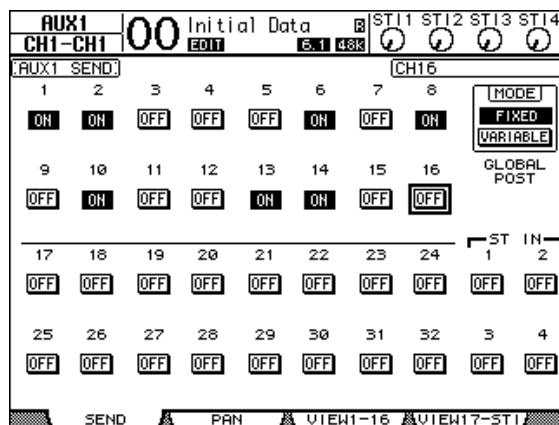 AUX1
CH1-CH1
00
Initial Data
EDIT
R
6.1 48k
STI1 STI2 STI3 STI4
AUX1 SEND
CH16
1 2 3 4 5 6 7 8
ON ON OFF OFF OFF ON OFF ON
MODE
FIXED
VARIABLE
9 10 11 12 13 14 15 16
OFF ON OFF OFF ON ON OFF OFF
GLOBAL
POST
ST IN
17 18 19 20 21 22 23 24 1 2
OFF OFF OFF OFF OFF OFF OFF OFF OFF OFF
25 26 27 28 29 30 31 32 3 4
OFF OFF OFF OFF OFF OFF OFF OFF OFF OFF
SEND PAN VIEW1-16 VIEW17-STI